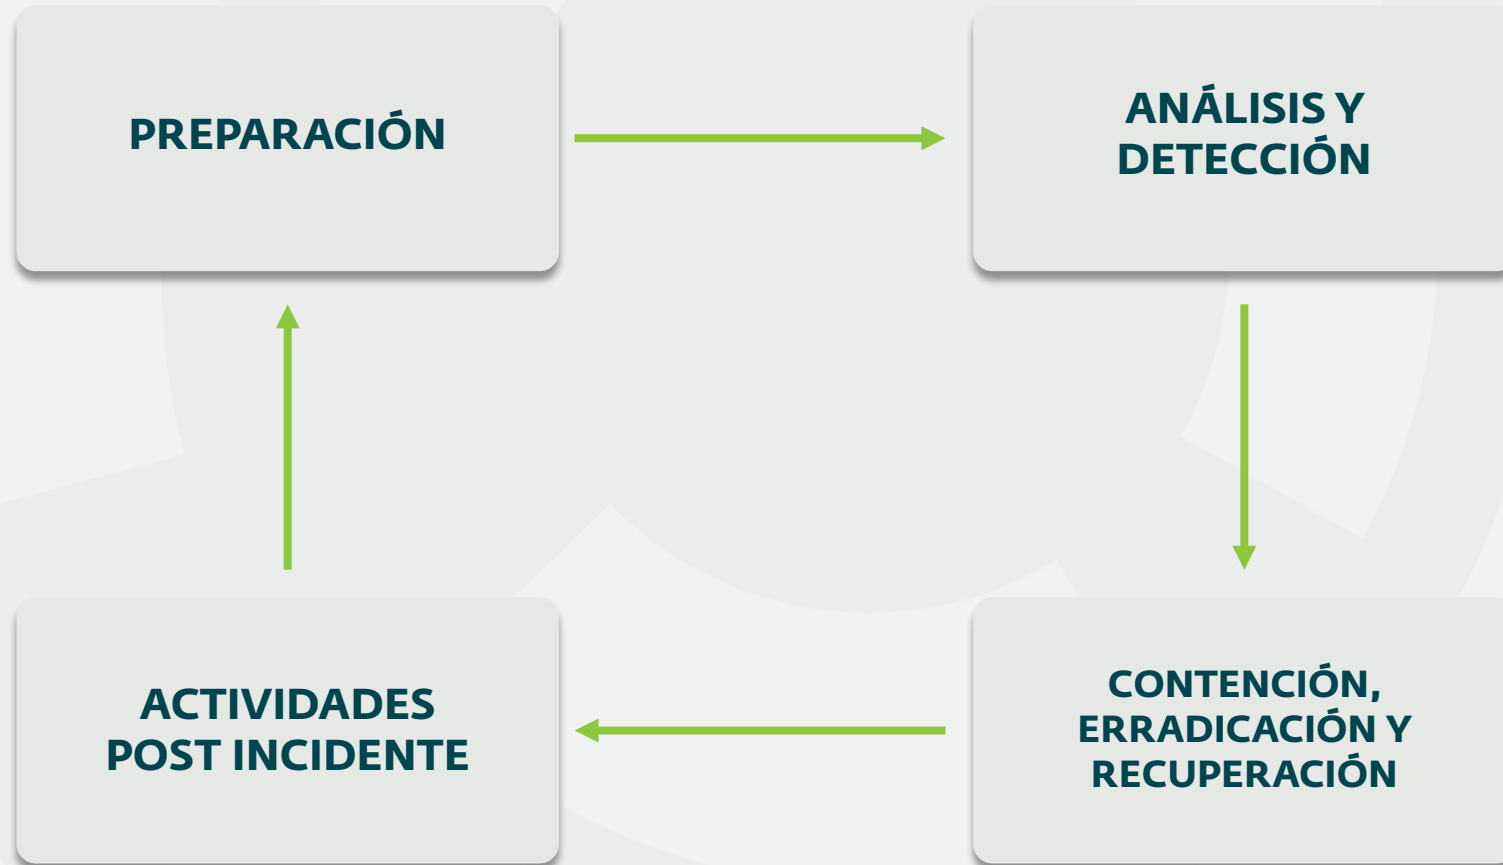 PREPARACIÓN
ANÁLISIS Y
DETECCIÓN
ACTIVIDADES
POST INCIDENTE
CONTENCIÓN,
ERRADICACIÓN Y
RECUPERACIÓN